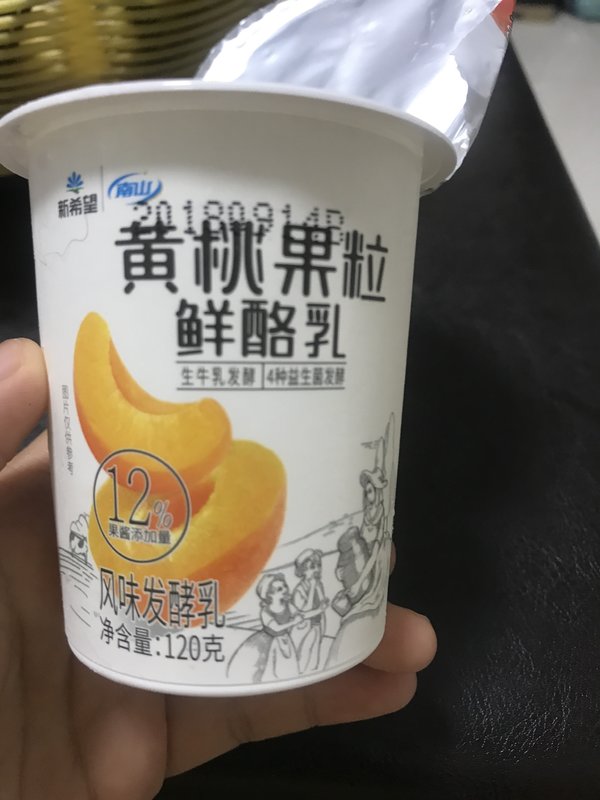 新希望 南山
20180914B
黄桃果粒
鲜酪乳
生牛乳发酵 4种益生菌发酵
图片仅供参考
12%
果酱添加量
风味发酵乳
净含量:120克